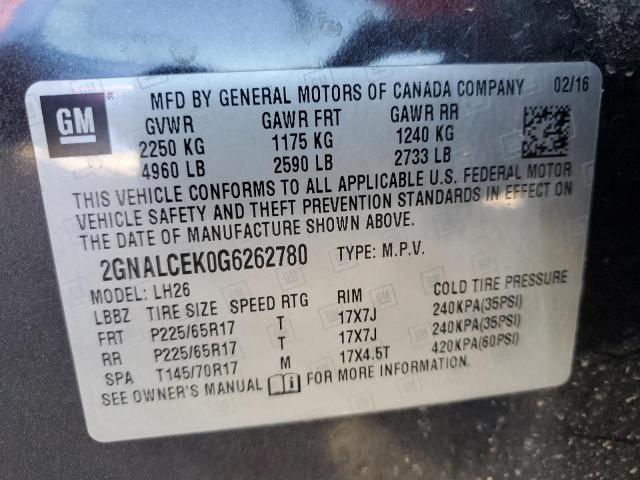 GM
MFD BY GENERAL MOTORS OF CANADA COMPANY 02/16
GVWR GAWR FRT GAWR RR
2250 KG 1175 KG 1240 KG
4960 LB 2590 LB 2733 LB
THIS VEHICLE CONFORMS TO ALL APPLICABLE U.S. FEDERAL MOTOR
VEHICLE SAFETY AND THEFT PREVENTION STANDARDS IN EFFECT ON
THE DATE OF MANUFACTURE SHOWN ABOVE.
2GNALCEK0G6262780 TYPE: M.P.V.
MODEL: LH26
LBBZ TIRE SIZE SPEED RTG RIM COLD TIRE PRESSURE
FRT P225/65R17 T 17X7J 240KPA(35PSI)
RR P225/65R17 T 17X7J 240KPA(35PSI)
SPA T145/70R17 M 17X4.5T 420KPA(60PSI)
SEE OWNER'S MANUAL FOR MORE INFORMATION.